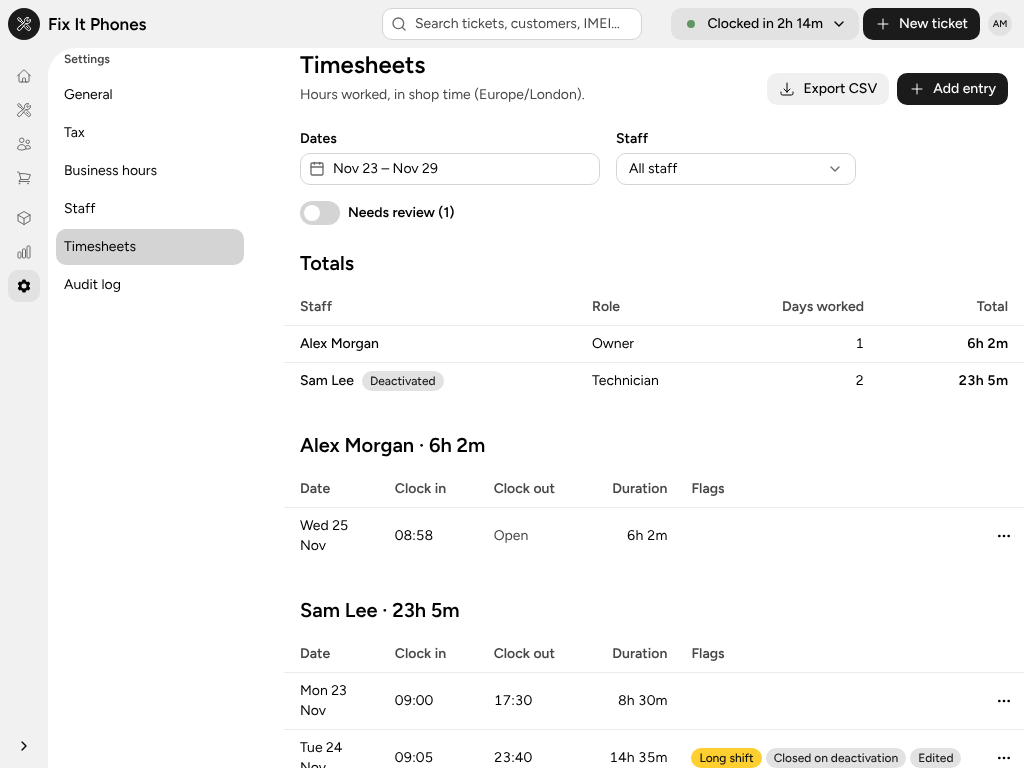 Fix It Phones
Search tickets, customers, IMEI...
Clocked in 2h 14m
New ticket
AM
Settings
General
Tax
Business hours
Staff
Timesheets
Audit log
Timesheets
Hours worked, in shop time (Europe/London).
Export CSV
Add entry
Dates
Nov 23 – Nov 29
Staff
All staff
Needs review (1)
Totals
Staff Role Days worked Total
Alex Morgan Owner 1 6h 2m
Sam Lee Deactivated Technician 2 23h 5m
Alex Morgan · 6h 2m
Date Clock in Clock out Duration Flags
Wed 25
Nov
08:58 Open 6h 2m
Sam Lee · 23h 5m
Date Clock in Clock out Duration Flags
Mon 23
Nov
09:00 17:30 8h 30m
Tue 24
Nov
09:05 23:40 14h 35m Long shift Closed on deactivation Edited